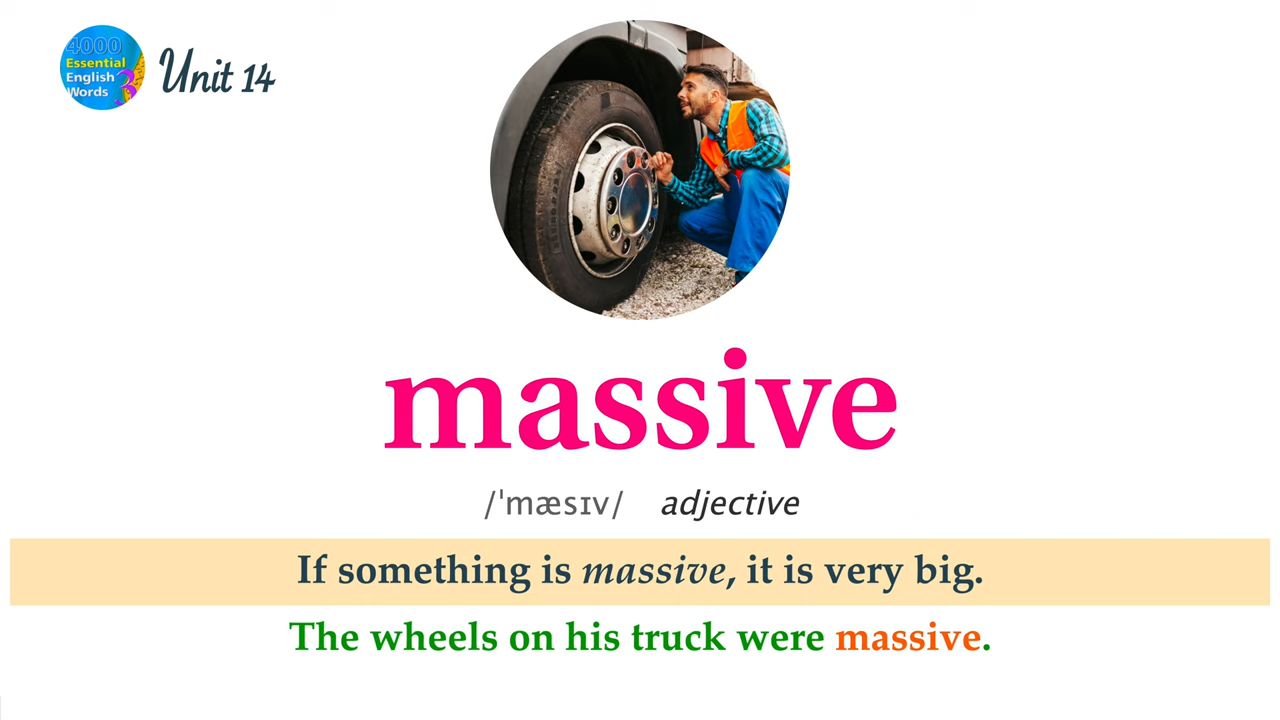 4000
Essential
English
Words 3
Unit 14
massive
/ˈmæsɪv/ adjective
If something is massive, it is very big.
The wheels on his truck were massive.